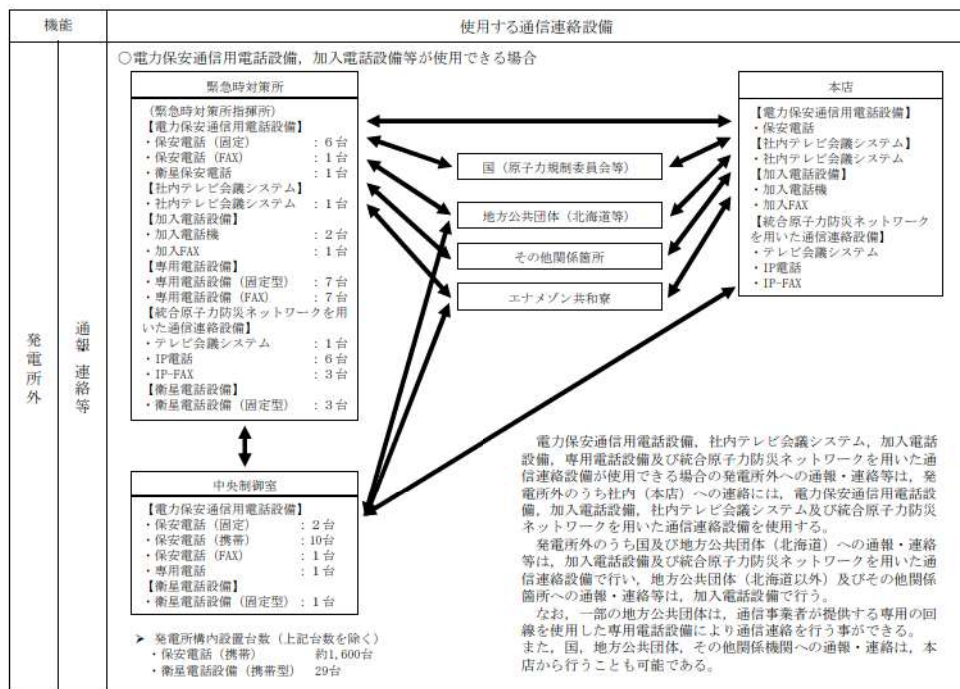 機能
使用する通信連絡設備
発電所外
通報・連絡等
○電力保安通信用電話設備，加入電話設備等が使用できる場合
緊急時対策所
(緊急時対策所指揮所)
【電力保安通信用電話設備】
・保安電話（固定） ：6台
・保安電話（FAX） ：1台
・衛星保安電話 ：1台
【社内テレビ会議システム】
・社内テレビ会議システム ：1台
【加入電話設備】
・加入電話機 ：2台
・加入FAX ：1台
【専用電話設備】
・専用電話設備（固定型）：7台
・専用電話設備（FAX） ：7台
【統合原子力防災ネットワークを用
いた通信連絡設備】
・テレビ会議システム ：1台
・IP電話 ：6台
・IP-FAX ：3台
【衛星電話設備】
・衛星電話設備（固定型）：3台
国（原子力規制委員会等）
地方公共団体（北海道等）
その他関係箇所
エナメゾン共和寮
本店
【電力保安通信用電話設備】
・保安電話
【社内テレビ会議システム】
・社内テレビ会議システム
【加入電話設備】
・加入電話機
・加入FAX
【統合原子力防災ネットワーク
を用いた通信連絡設備】
・テレビ会議システム
・IP電話
・IP-FAX
中央制御室
【電力保安通信用電話設備】
・保安電話（固定） ：2台
・保安電話（携帯） ：10台
・保安電話（FAX） ：1台
・専用電話 ：1台
【衛星電話設備】
・衛星電話設備（固定型）：1台
➤ 発電所構内設置台数（上記台数を除く）
・保安電話（携帯） 約1,600台
・衛星電話設備（携帯型） 29台
電力保安通信用電話設備，社内テレビ会議システム，加入電話
設備，専用電話設備及び統合原子力防災ネットワークを用いた通
信連絡設備が使用できる場合の発電所外への通報・連絡等は，発
電所外のうち社内（本店）への連絡には，電力保安通信用電話設
備，加入電話設備，社内テレビ会議システム及び統合原子力防災
ネットワークを用いた通信連絡設備を使用する。
発電所外のうち国及び地方公共団体（北海道）への通報・連絡
等は，加入電話設備及び統合原子力防災ネットワークを用いた通
信連絡設備で行い，地方公共団体（北海道以外）及びその他関係
箇所への通報・連絡等は，加入電話設備で行う。
なお，一部の地方公共団体は，通信事業者が提供する専用の回
線を使用した専用電話設備により通信連絡を行う事ができる。
また，国，地方公共団体，その他関係機関への通報・連絡は，本
店から行うことも可能である。